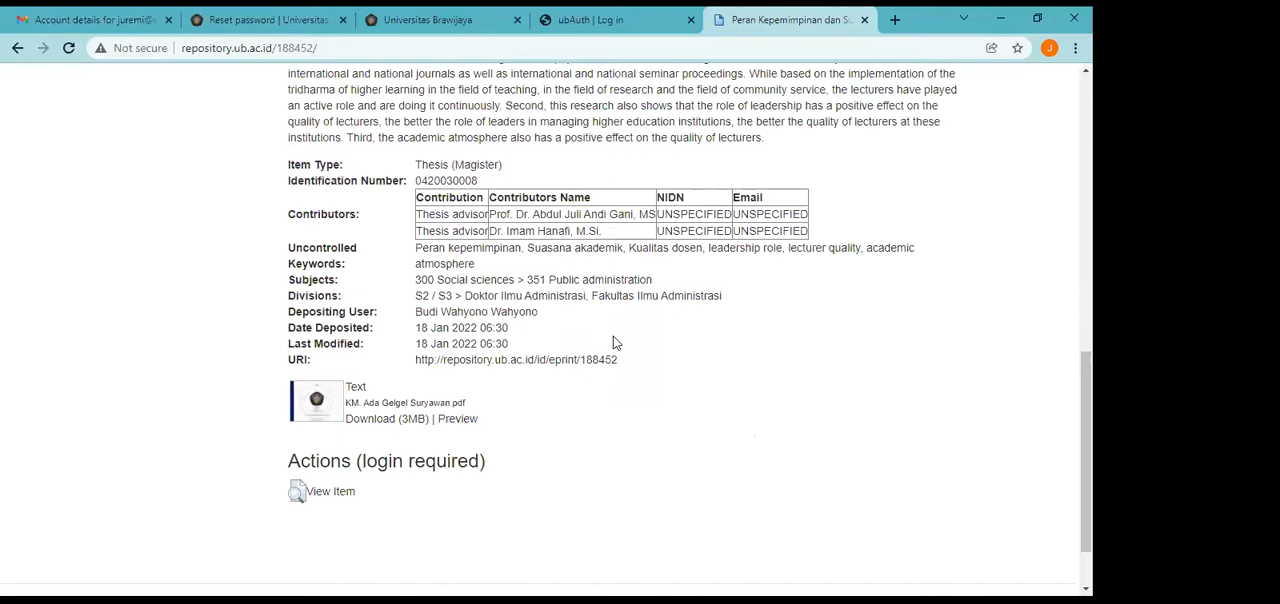 Account details for juremi@
Reset password | Universitas
Universitas Brawijaya
ubAuth | Log in
Peran Kepemimpinan dan Su
Not secure
repository.ub.ac.id/188452/
J
international and national journals as well as international and national seminar proceedings. While based on the implementation of the
tridharma of higher learning in the field of teaching, in the field of research and the field of community service, the lecturers have played
an active role and are doing it continuously. Second, this research also shows that the role of leadership has a positive effect on the
quality of lecturers, the better the role of leaders in managing higher education institutions, the better the quality of lecturers at these
institutions. Third, the academic atmosphere also has a positive effect on the quality of lecturers.
Item Type: Thesis (Magister)
Identification Number: 0420030008
Contribution Contributors Name NIDN Email
Contributors: Thesis advisor Prof. Dr. Abdul Juli Andi Gani, MS UNSPECIFIED UNSPECIFIED
Thesis advisor Dr. Imam Hanafi, M.Si. UNSPECIFIED UNSPECIFIED
Uncontrolled Peran kepemimpinan, Suasana akademik, Kualitas dosen, leadership role, lecturer quality, academic
Keywords: atmosphere
Subjects: 300 Social sciences > 351 Public administration
Divisions: S2 / S3 > Doktor Ilmu Administrasi, Fakultas Ilmu Administrasi
Depositing User: Budi Wahyono Wahyono
Date Deposited: 18 Jan 2022 06:30
Last Modified: 18 Jan 2022 06:30
URI: http://repository.ub.ac.id/id/eprint/188452
Text
KM. Ada Gelgel Suryawan.pdf
Download (3MB) | Preview
Actions (login required)
View Item